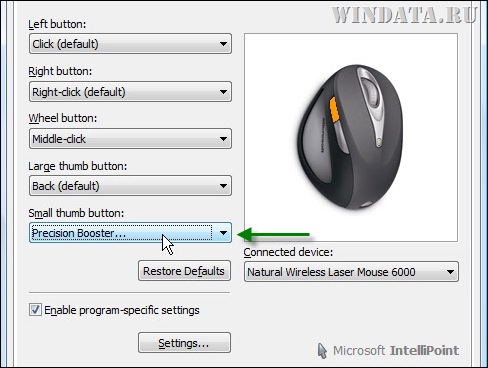 WINDATA.RU
Left button:
Click (default)
Right button:
Right-click (default)
Wheel button:
Middle-click
Large thumb button:
Back (default)
Small thumb button:
Precision Booster...
Restore Defaults
Connected device:
Natural Wireless Laser Mouse 6000
Enable program-specific settings
Settings...
Microsoft IntelliPoint